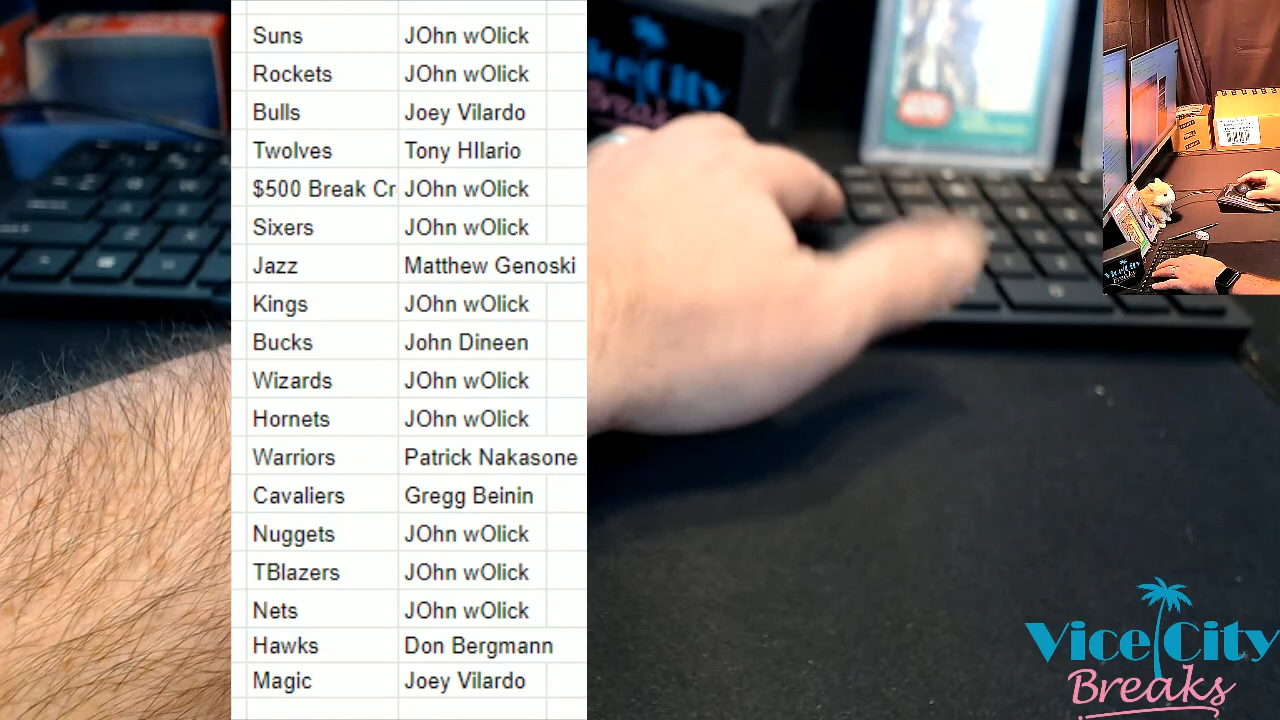 Suns JOhn wOlick
Rockets JOhn wOlick
Bulls Joey Vilardo
Twolves Tony HIlario
$500 Break Cr JOhn wOlick
Sixers JOhn wOlick
Jazz Matthew Genoski
Kings JOhn wOlick
Bucks John Dineen
Wizards JOhn wOlick
Hornets JOhn wOlick
Warriors Patrick Nakasone
Cavaliers Gregg Beinin
Nuggets JOhn wOlick
TBlazers JOhn wOlick
Nets JOhn wOlick
Hawks Don Bergmann
Magic Joey Vilardo
Vice City
Breaks